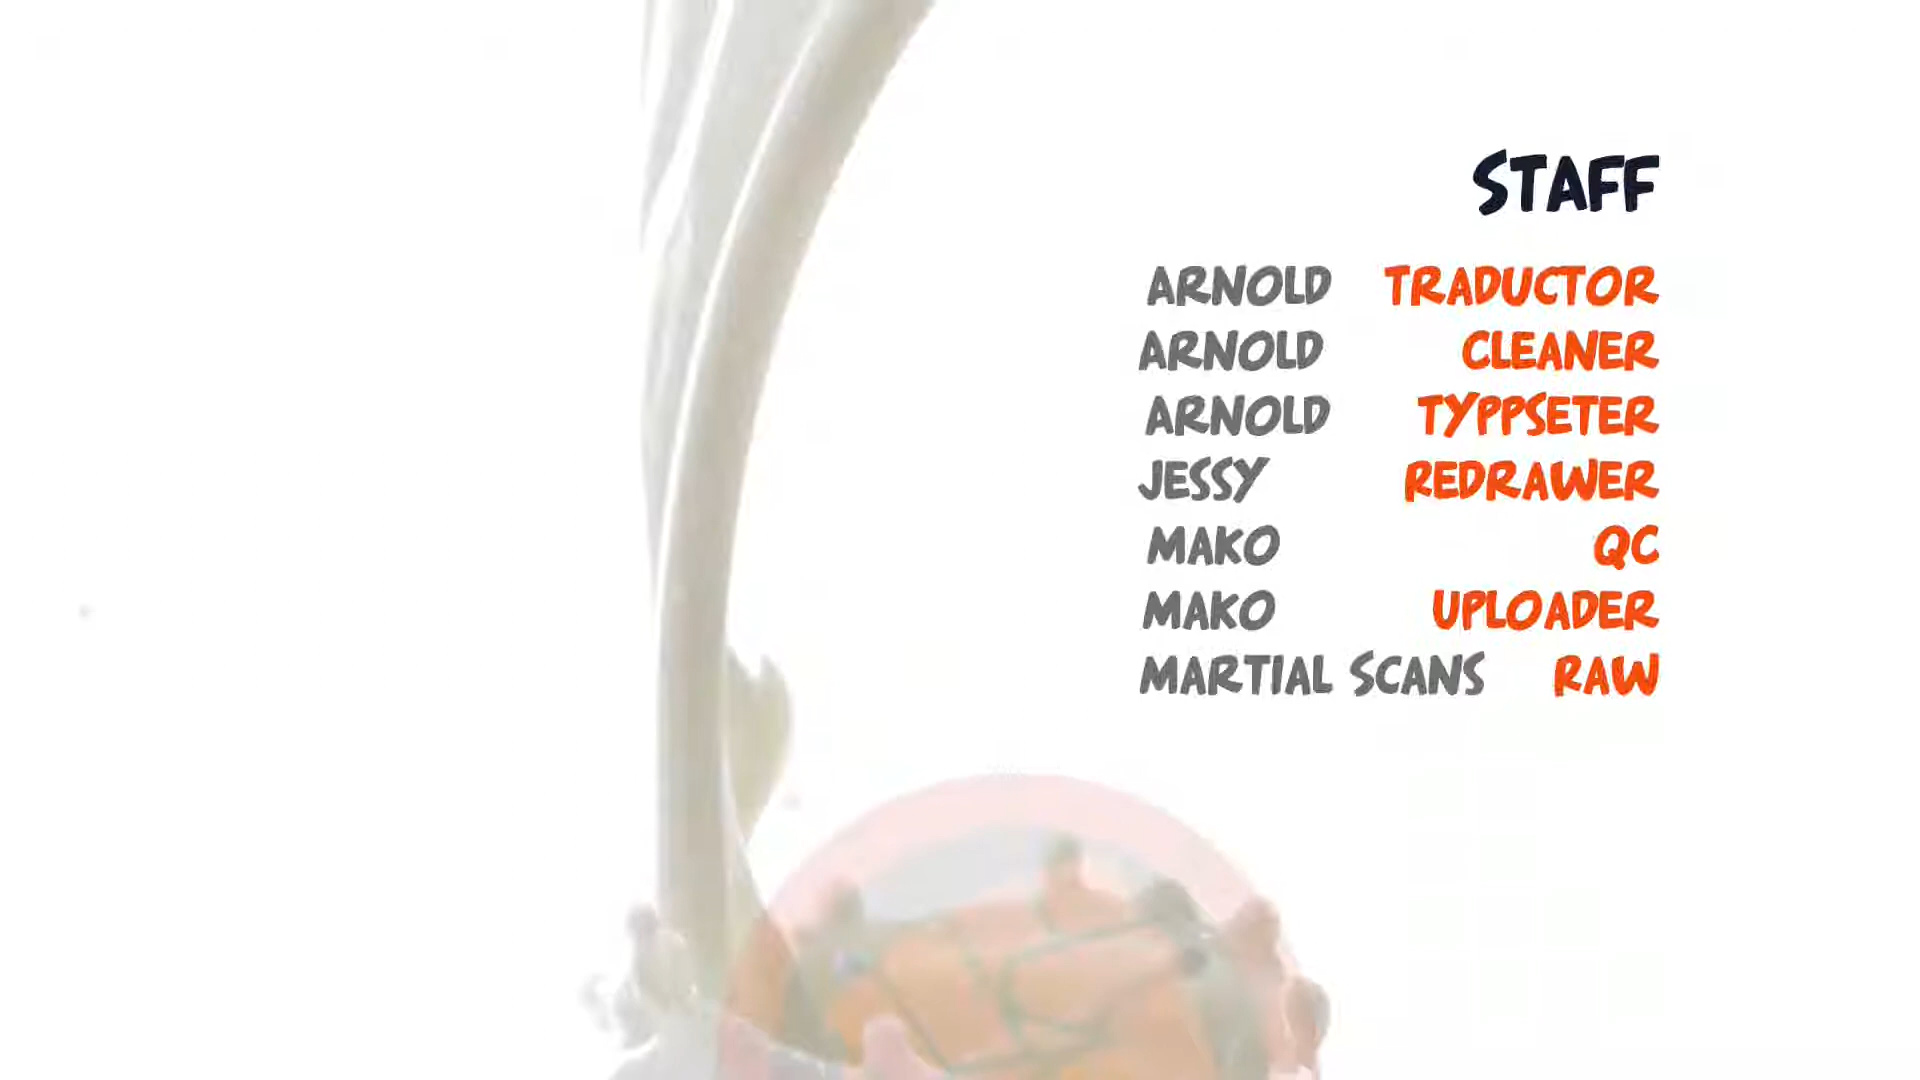 STAFF
ARNOLD TRADUCTOR
ARNOLD CLEANER
ARNOLD TYPPSETER
JESSY REDRAWER
MAKO QC
MAKO UPLOADER
MARTIAL SCANS RAW